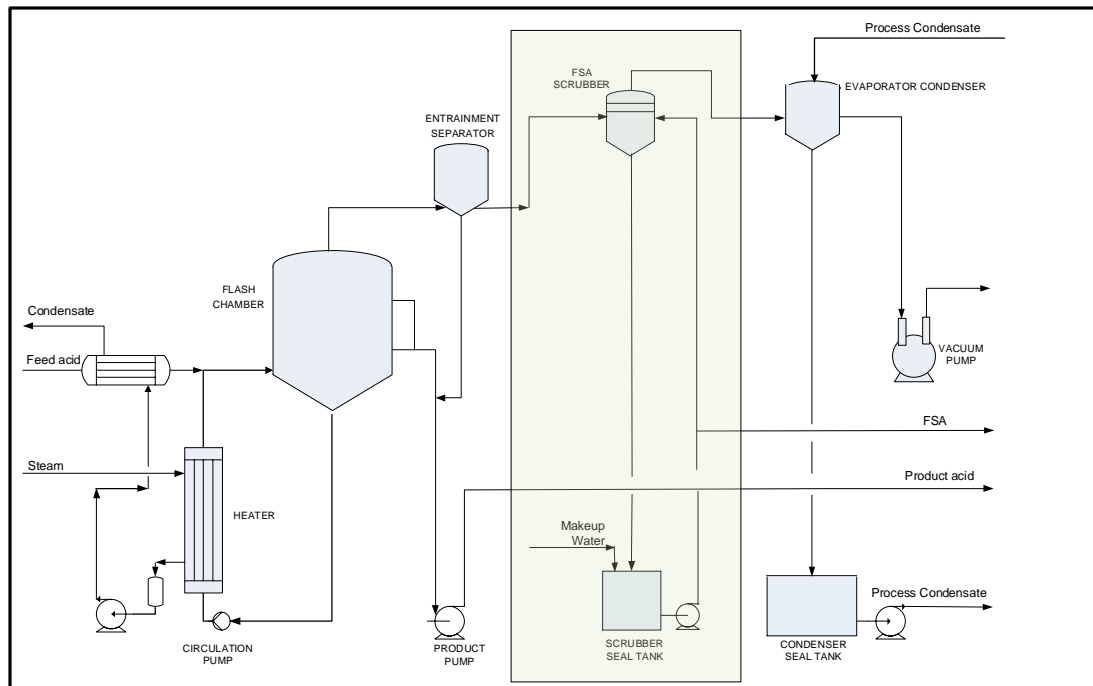 Process Condensate
FSA
SCRUBBER
EVAPORATOR CONDENSER
ENTRAINMENT
SEPARATOR
FLASH
CHAMBER
Condensate
Feed acid
VACUUM
PUMP
FSA
Steam
Product acid
HEATER
Makeup
Water
Process Condensate
CIRCULATION
PUMP
PRODUCT
PUMP
SCRUBBER
SEAL TANK
CONDENSER
SEAL TANK